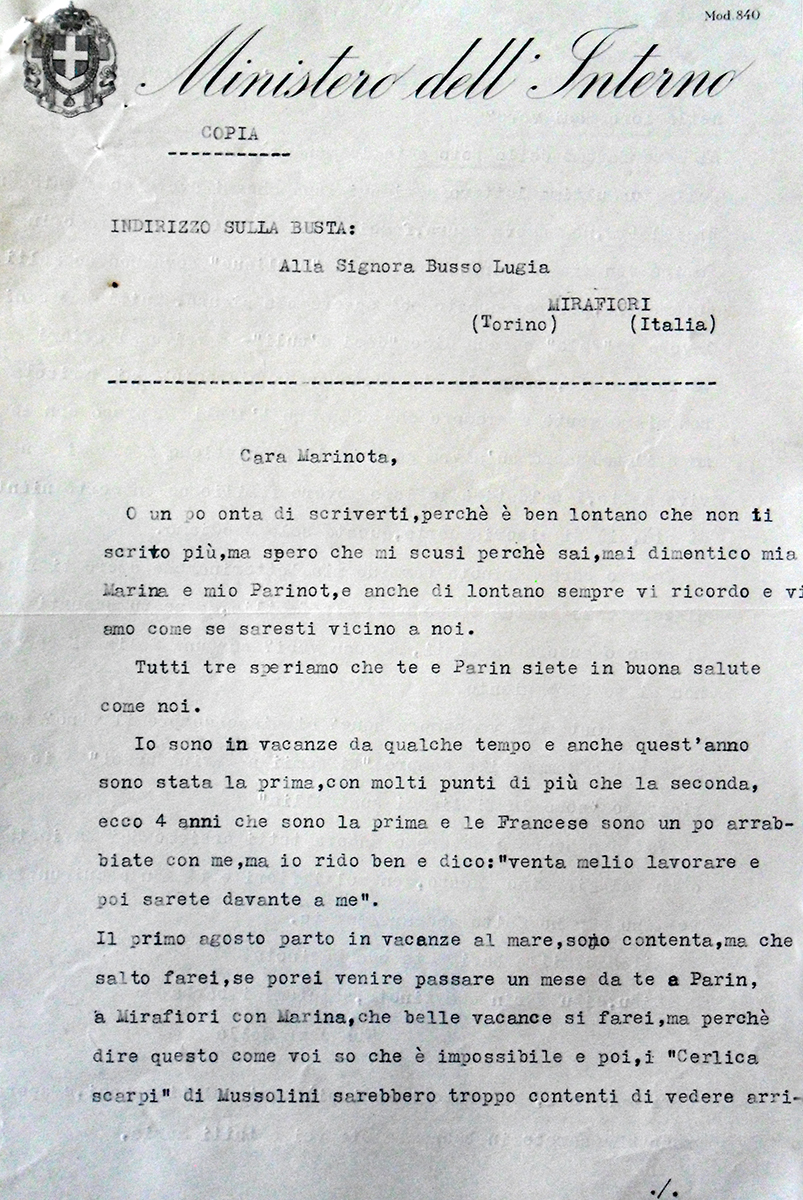 Mod. 840
Ministero dell'Interno
COPIA
INDIRIZZO SULLA BUSTA:
Alla Signora Busso Lugia
MIRAFIORI
(Torino) (Italia)
Cara Marinota,
O un po onta di scriverti,perchè è ben lontano che non ti
scrito più,ma spero che mi scusi perchè sai,mai dimentico mia
Marina e mio Parinot,e anche di lontano sempre vi ricordo e vi
amo come se saresti vicino a noi.
Tutti tre speriamo che te e Parin siete in buona salute
come noi.
Io sono in vacanze da qualche tempo e anche quest'anno
sono stata la prima,con molti punti di più che la seconda,
ecco 4 anni che sono la prima e le Francese sono un po arrab-
biate con me,ma io rido ben e dico:"venta melio lavorare e
poi sarete davante a me".
Il primo agosto parto in vacanze al mare,sono contenta,ma che
salto farei,se porei venire passare un mese da te a Parin,
à Mirafiori con Marina,che belle vacance si farei,ma perchè
dire questo come voi so che è impossibile e poi,i "Cerlica
scarpi" di Mussolini sarebbero troppo contenti di vedere arri-
./.